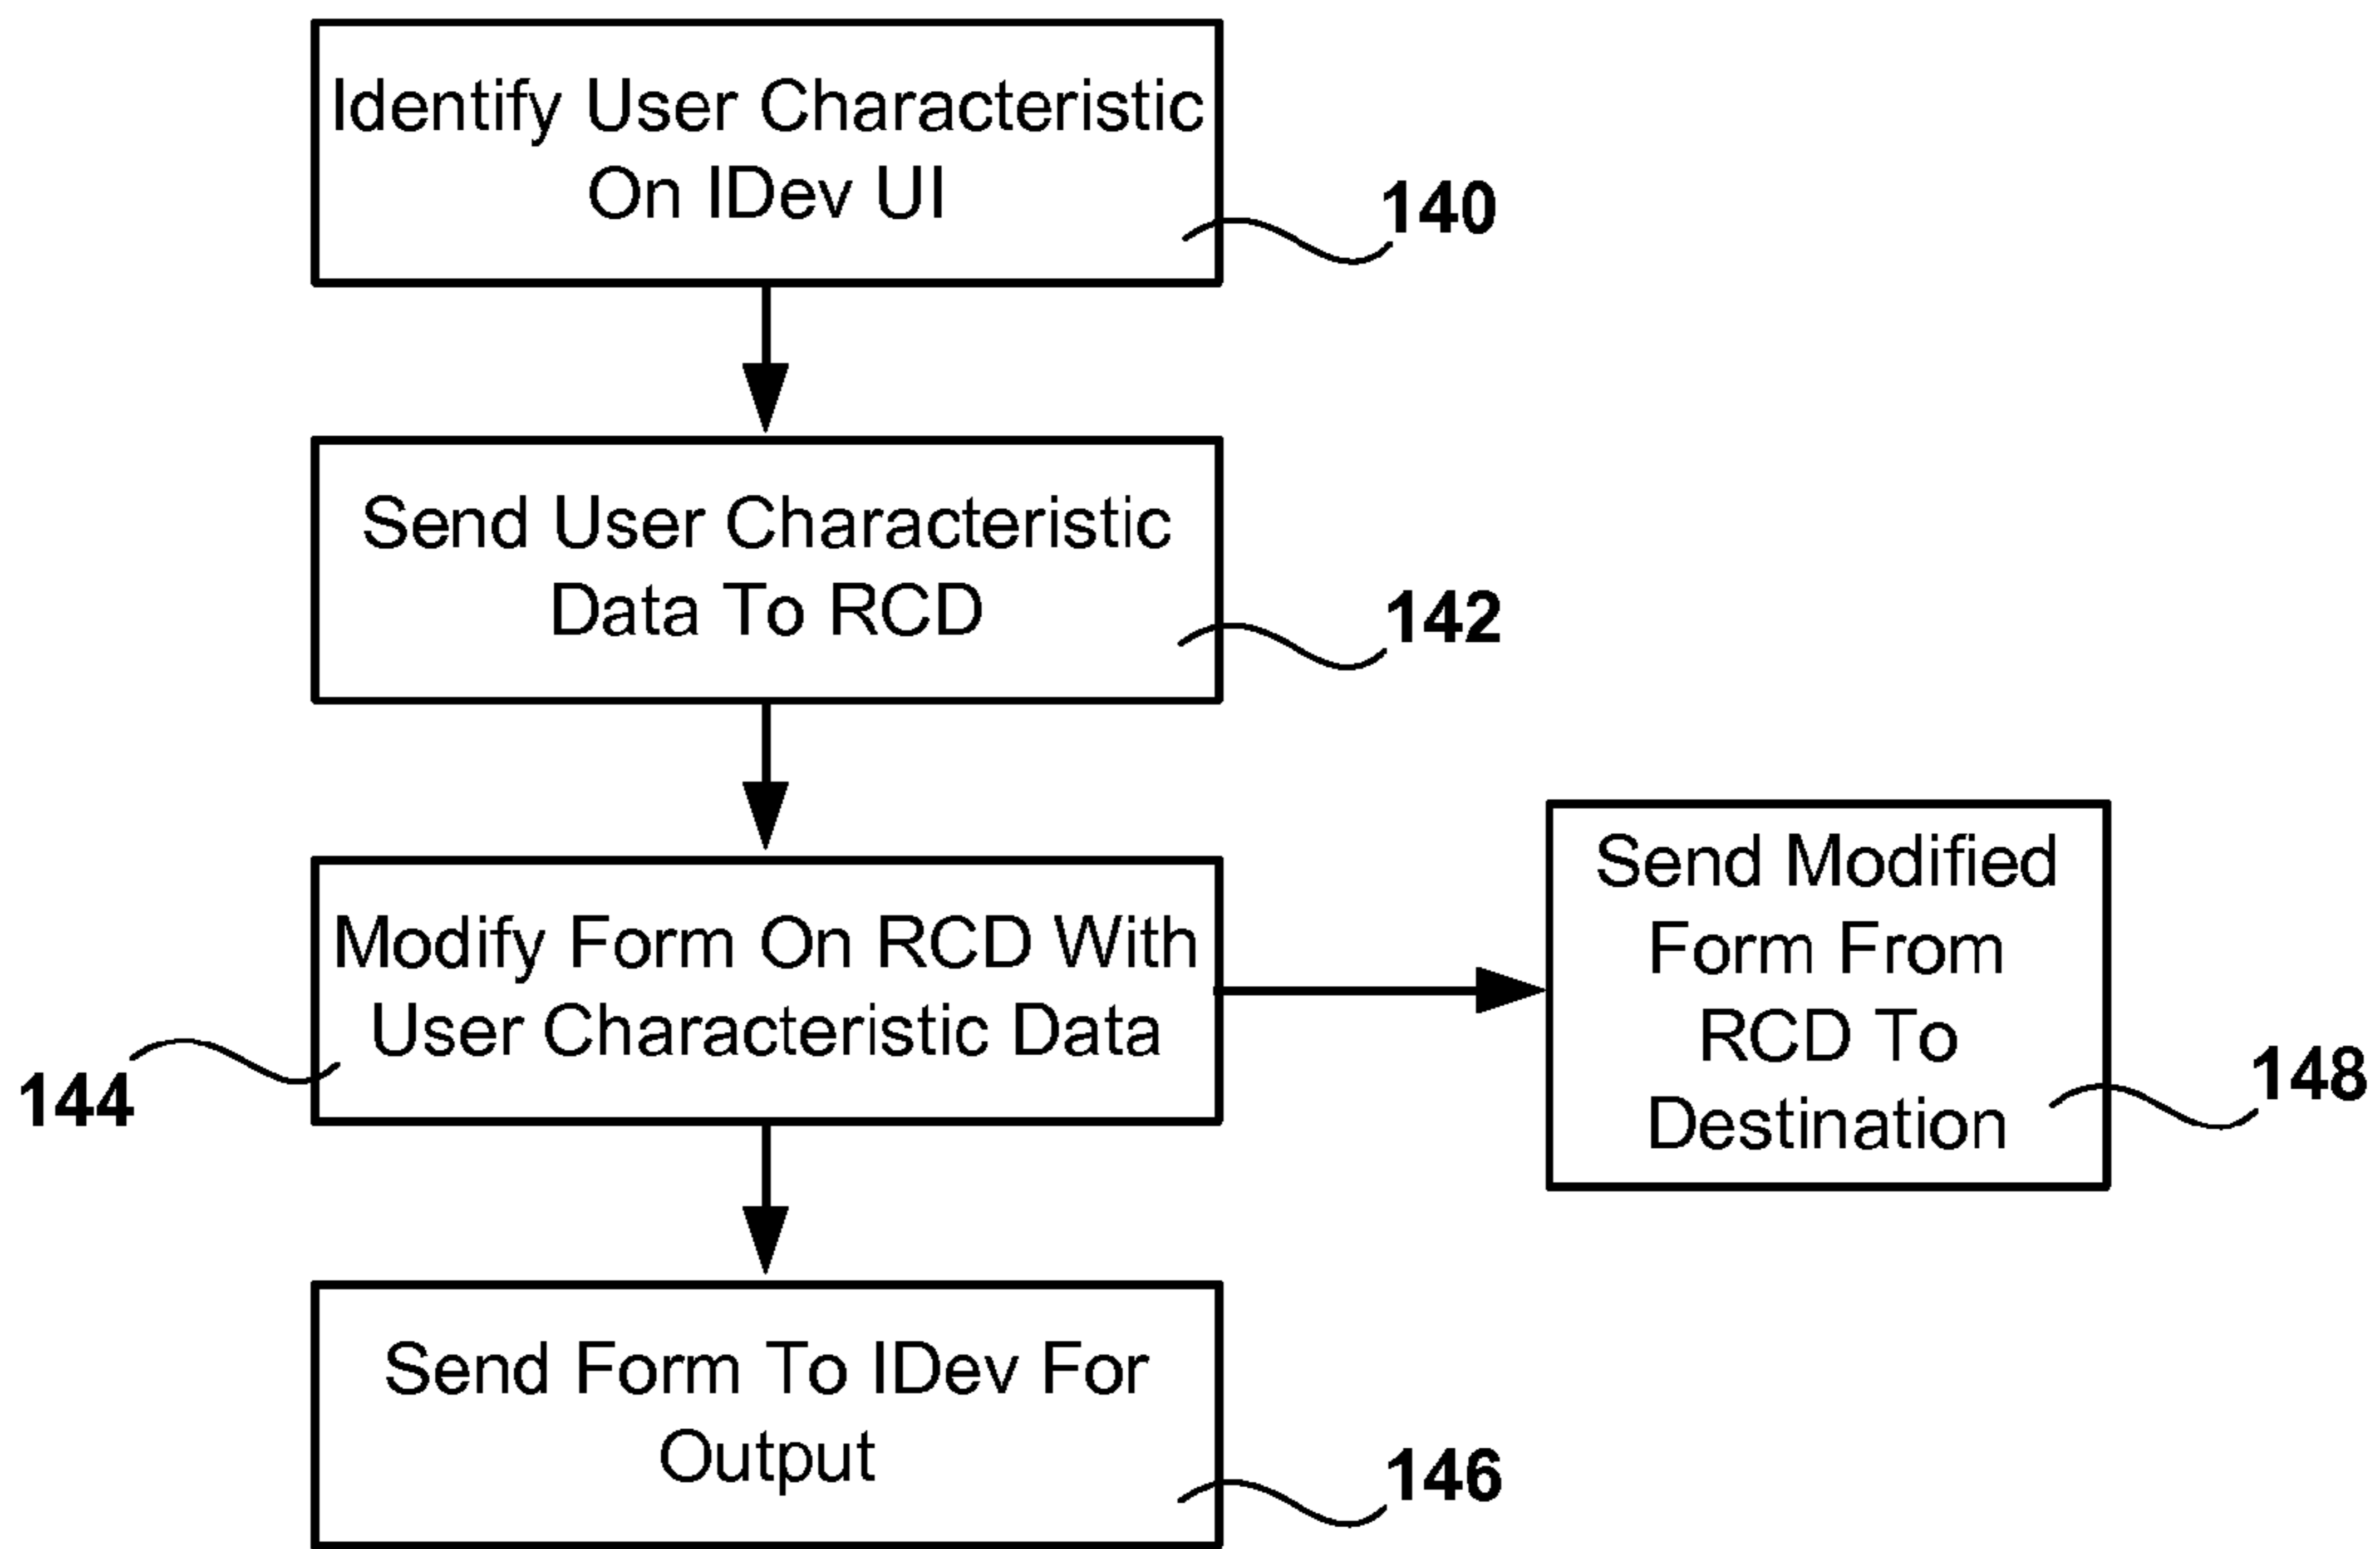 Identify User Characteristic
On IDev UI
140
Send User Characteristic
Data To RCD
142
Modify Form On RCD With
User Characteristic Data
144
Send Modified
Form From
RCD To
Destination
148
Send Form To IDev For
Output
146